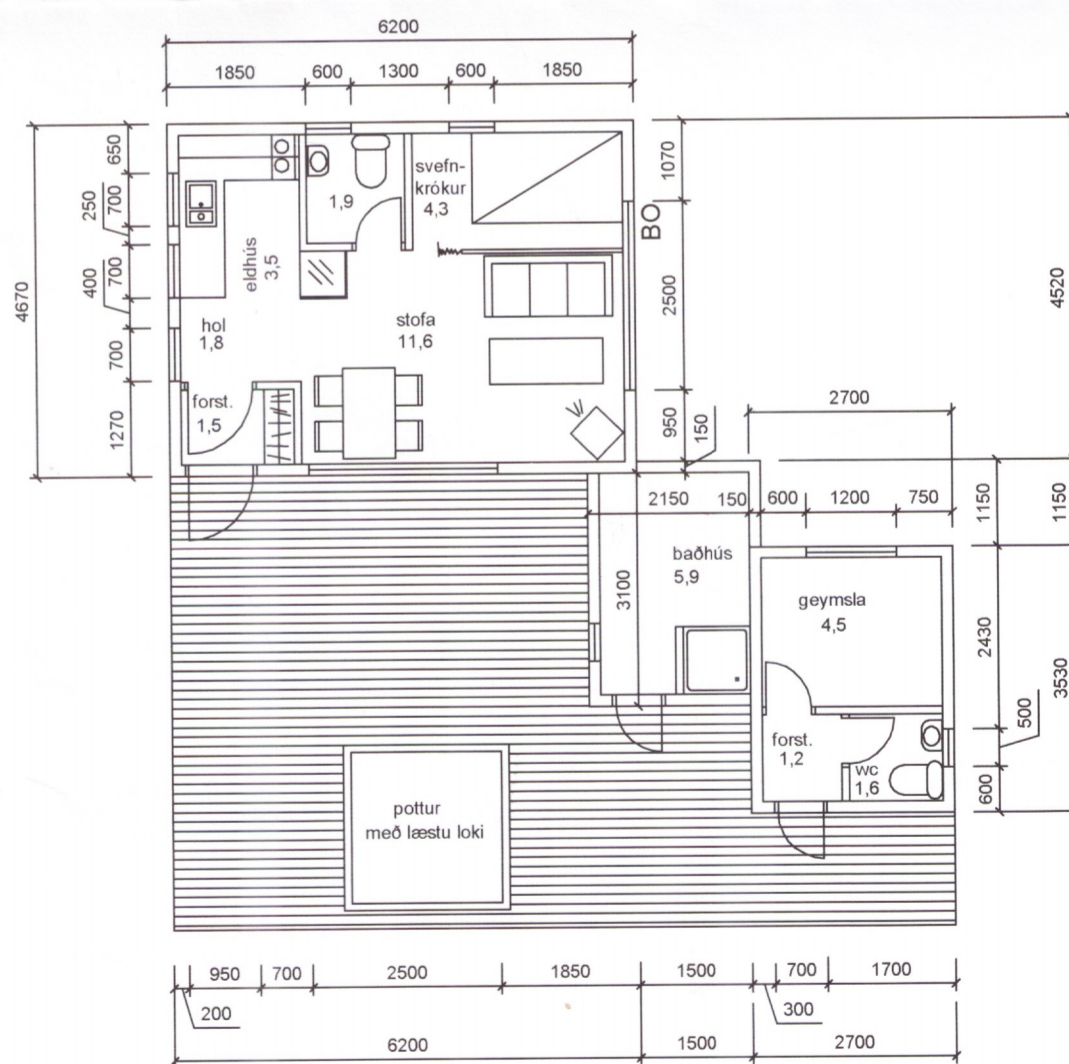 6200
1850 600 1300 600 1850
4670
650
700
250
700
400
700
1270
1070
BO
2500
950
150
4520
1150
3530
svefn-
krókur
4,3
1,9
eldhús
3,5
hol
1,8
stofa
11,6
forst.
1,5
2700
2150 150 600 1200 750
1150
2430
500
600
3100
baðhús
5,9
geymsla
4,5
forst.
1,2
wc
1,6
pottur
með læstu loki
950 700 2500 1850 1500 700 1700
200
300
6200 1500 2700